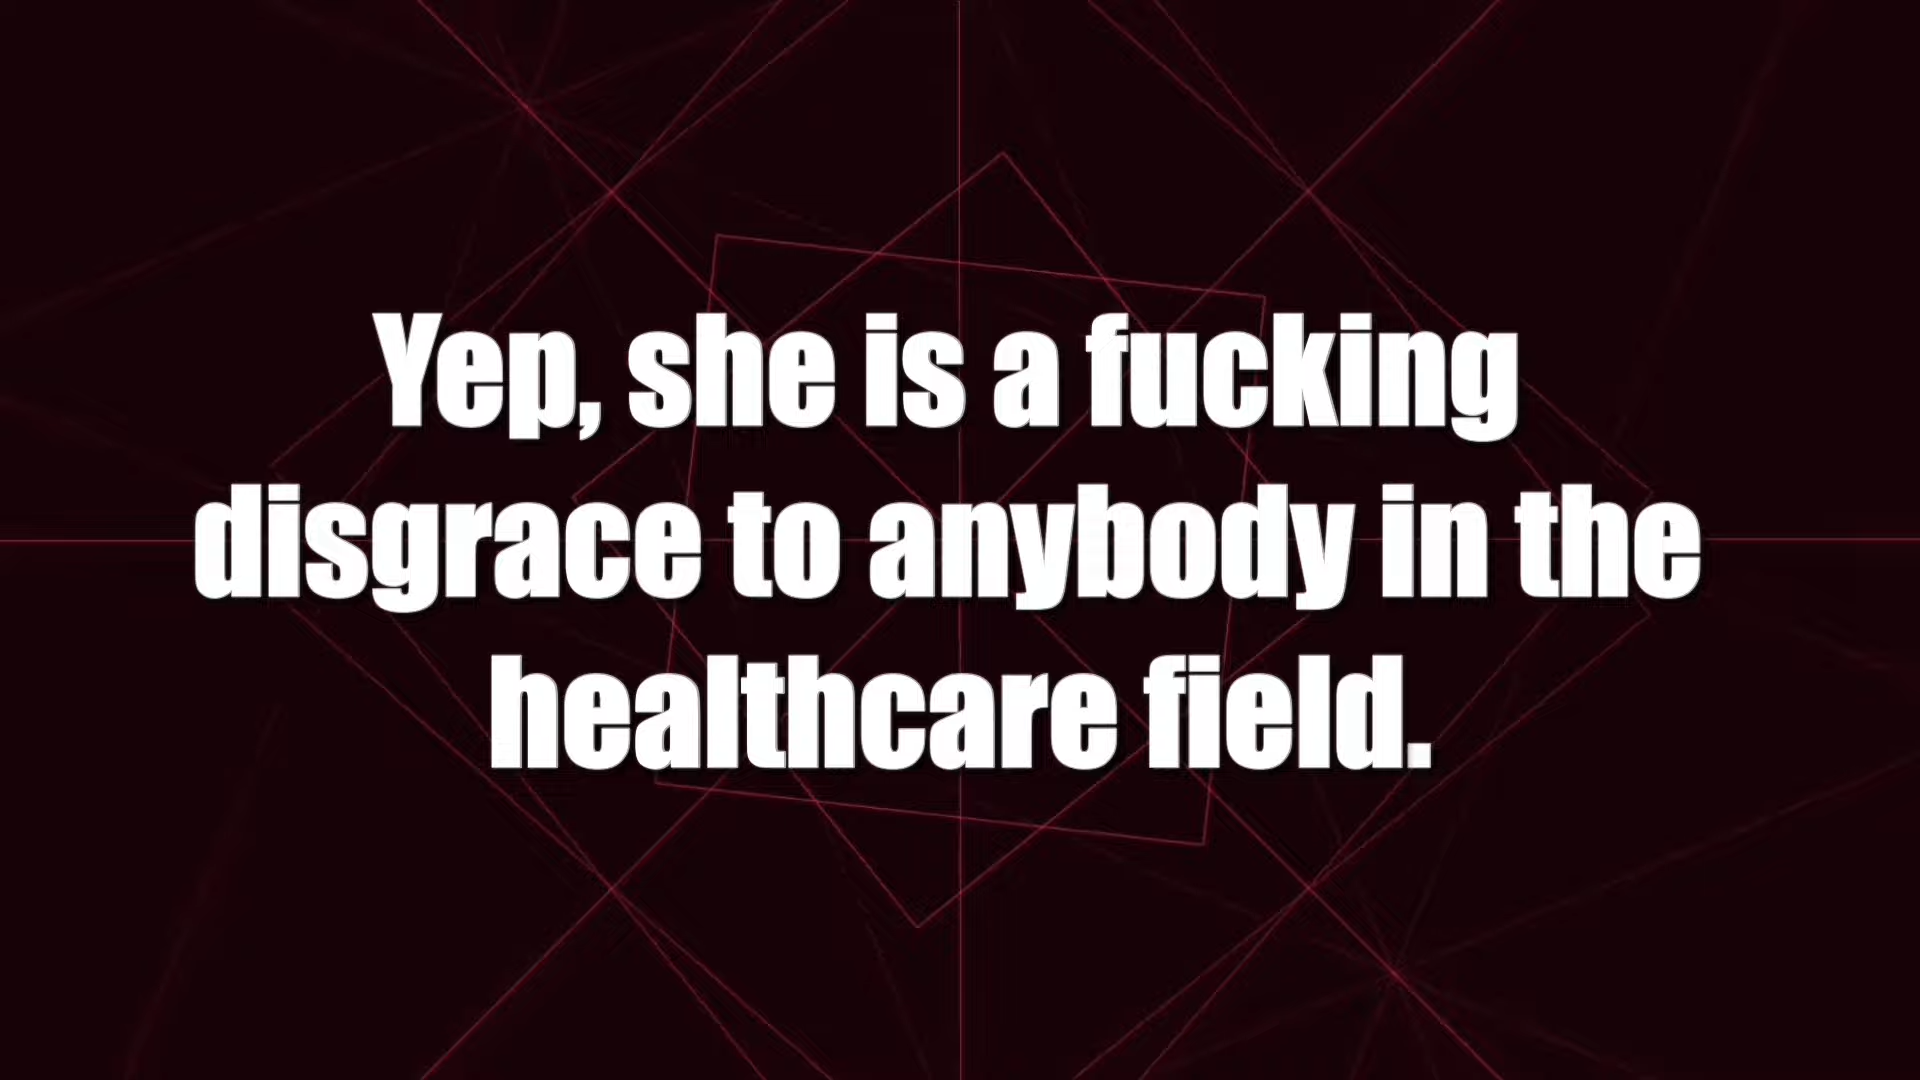 Yep, she is a fucking
disgrace to anybody in the
healthcare field.